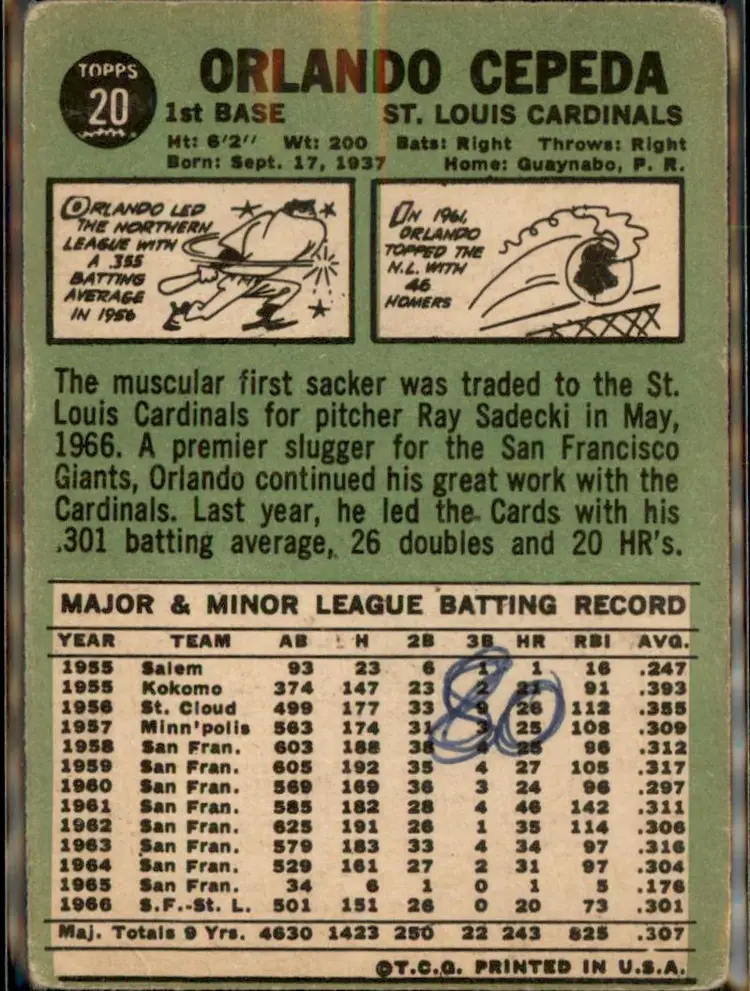 TOPPS
20
ORLANDO CEPEDA
1st BASE ST. LOUIS CARDINALS
Ht: 6'2" Wt: 200 Bats: Right Throws: Right
Born: Sept. 17, 1937 Home: Guaynabo, P. R.
ORLANDO LED
THE NORTHERN
LEAGUE WITH
A .355
BATTING
AVERAGE
IN 1956
IN 1961,
ORLANDO
TOPPED THE
N.L. WITH
46
HOMERS
The muscular first sacker was traded to the St.
Louis Cardinals for pitcher Ray Sadecki in May,
1966. A premier slugger for the San Francisco
Giants, Orlando continued his great work with the
Cardinals. Last year, he led the Cards with his
.301 batting average, 26 doubles and 20 HR's.
MAJOR & MINOR LEAGUE BATTING RECORD
YEAR TEAM AB H 2B 3B HR RBI AVG.
1955 Salem 93 23 6 1 1 16 .247
1955 Kokomo 374 147 23 2 21 91 .393
1956 St. Cloud 499 177 33 9 26 112 .355
1957 Minn'polis 563 174 31 3 25 108 .309
1958 San Fran. 603 188 38 4 25 96 .312
1959 San Fran. 605 192 35 4 27 105 .317
1960 San Fran. 569 169 36 3 24 96 .297
1961 San Fran. 585 182 28 4 46 142 .311
1962 San Fran. 625 191 26 1 35 114 .306
1963 San Fran. 579 183 33 4 34 97 .316
1964 San Fran. 529 161 27 2 31 97 .304
1965 San Fran. 34 6 1 0 1 5 .176
1966 S.F.-St. L. 501 151 26 0 20 73 .301
Maj. Totals 9 Yrs. 4630 1423 250 22 243 825 .307
80
©T.C.G. PRINTED IN U.S.A.